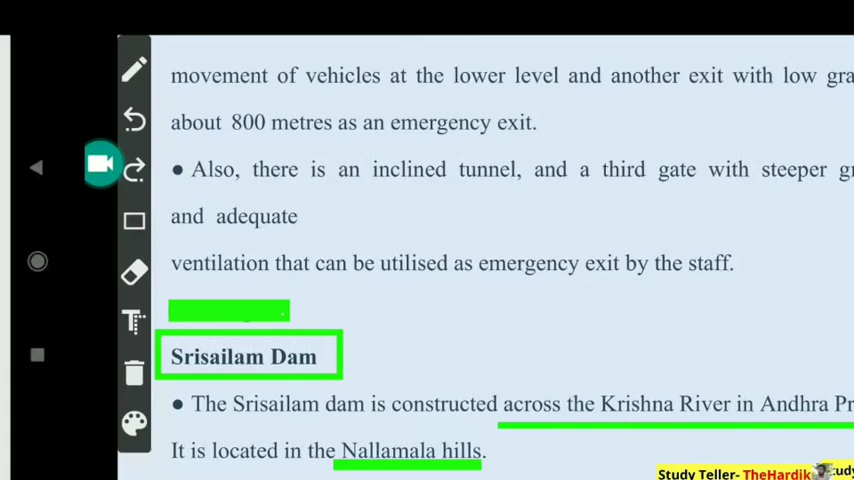 movement of vehicles at the lower level and another exit with low gra
about 800 metres as an emergency exit.
● Also, there is an inclined tunnel, and a third gate with steeper gr
and adequate
ventilation that can be utilised as emergency exit by the staff.
Srisailam Dam
● The Srisailam dam is constructed across the Krishna River in Andhra Pr
It is located in the Nallamala hills.
Study Teller- TheHardik